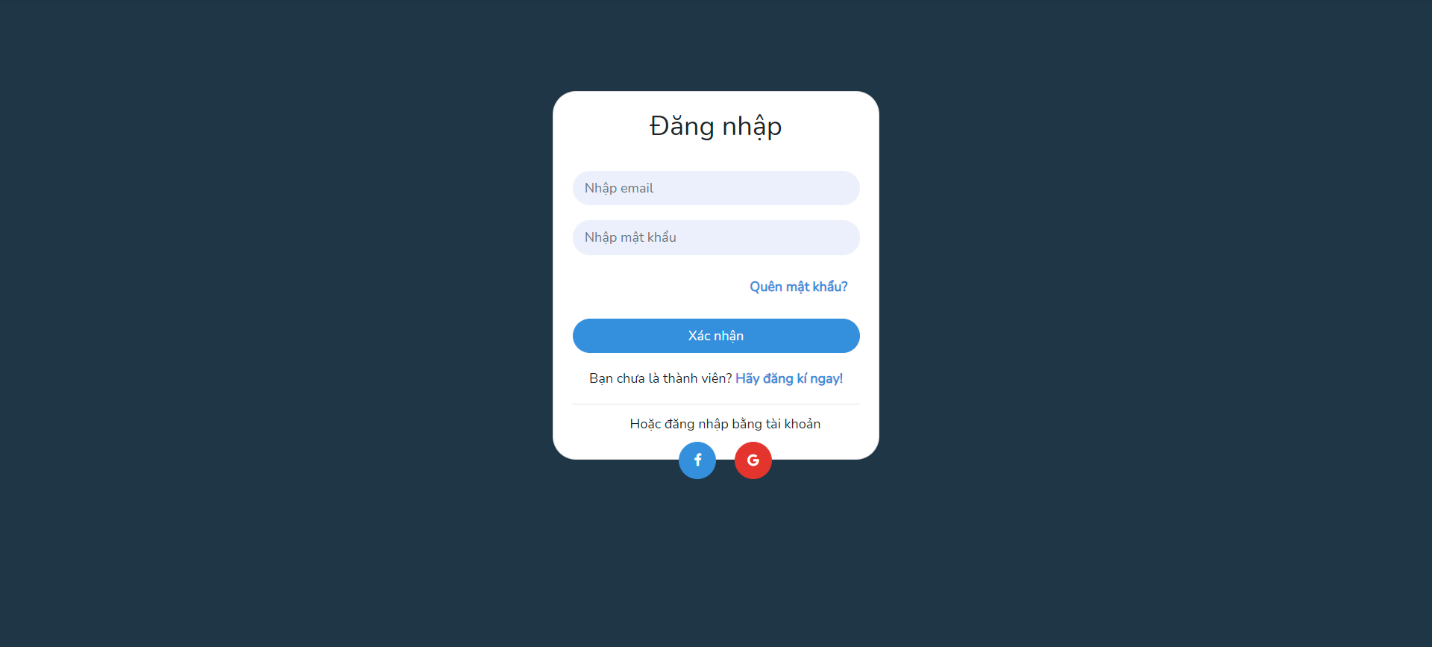 Đăng nhập
Nhập email
Nhập mật khẩu
Quên mật khẩu?
Xác nhận
Bạn chưa là thành viên? Hãy đăng kí ngay!
Hoặc đăng nhập bằng tài khoản